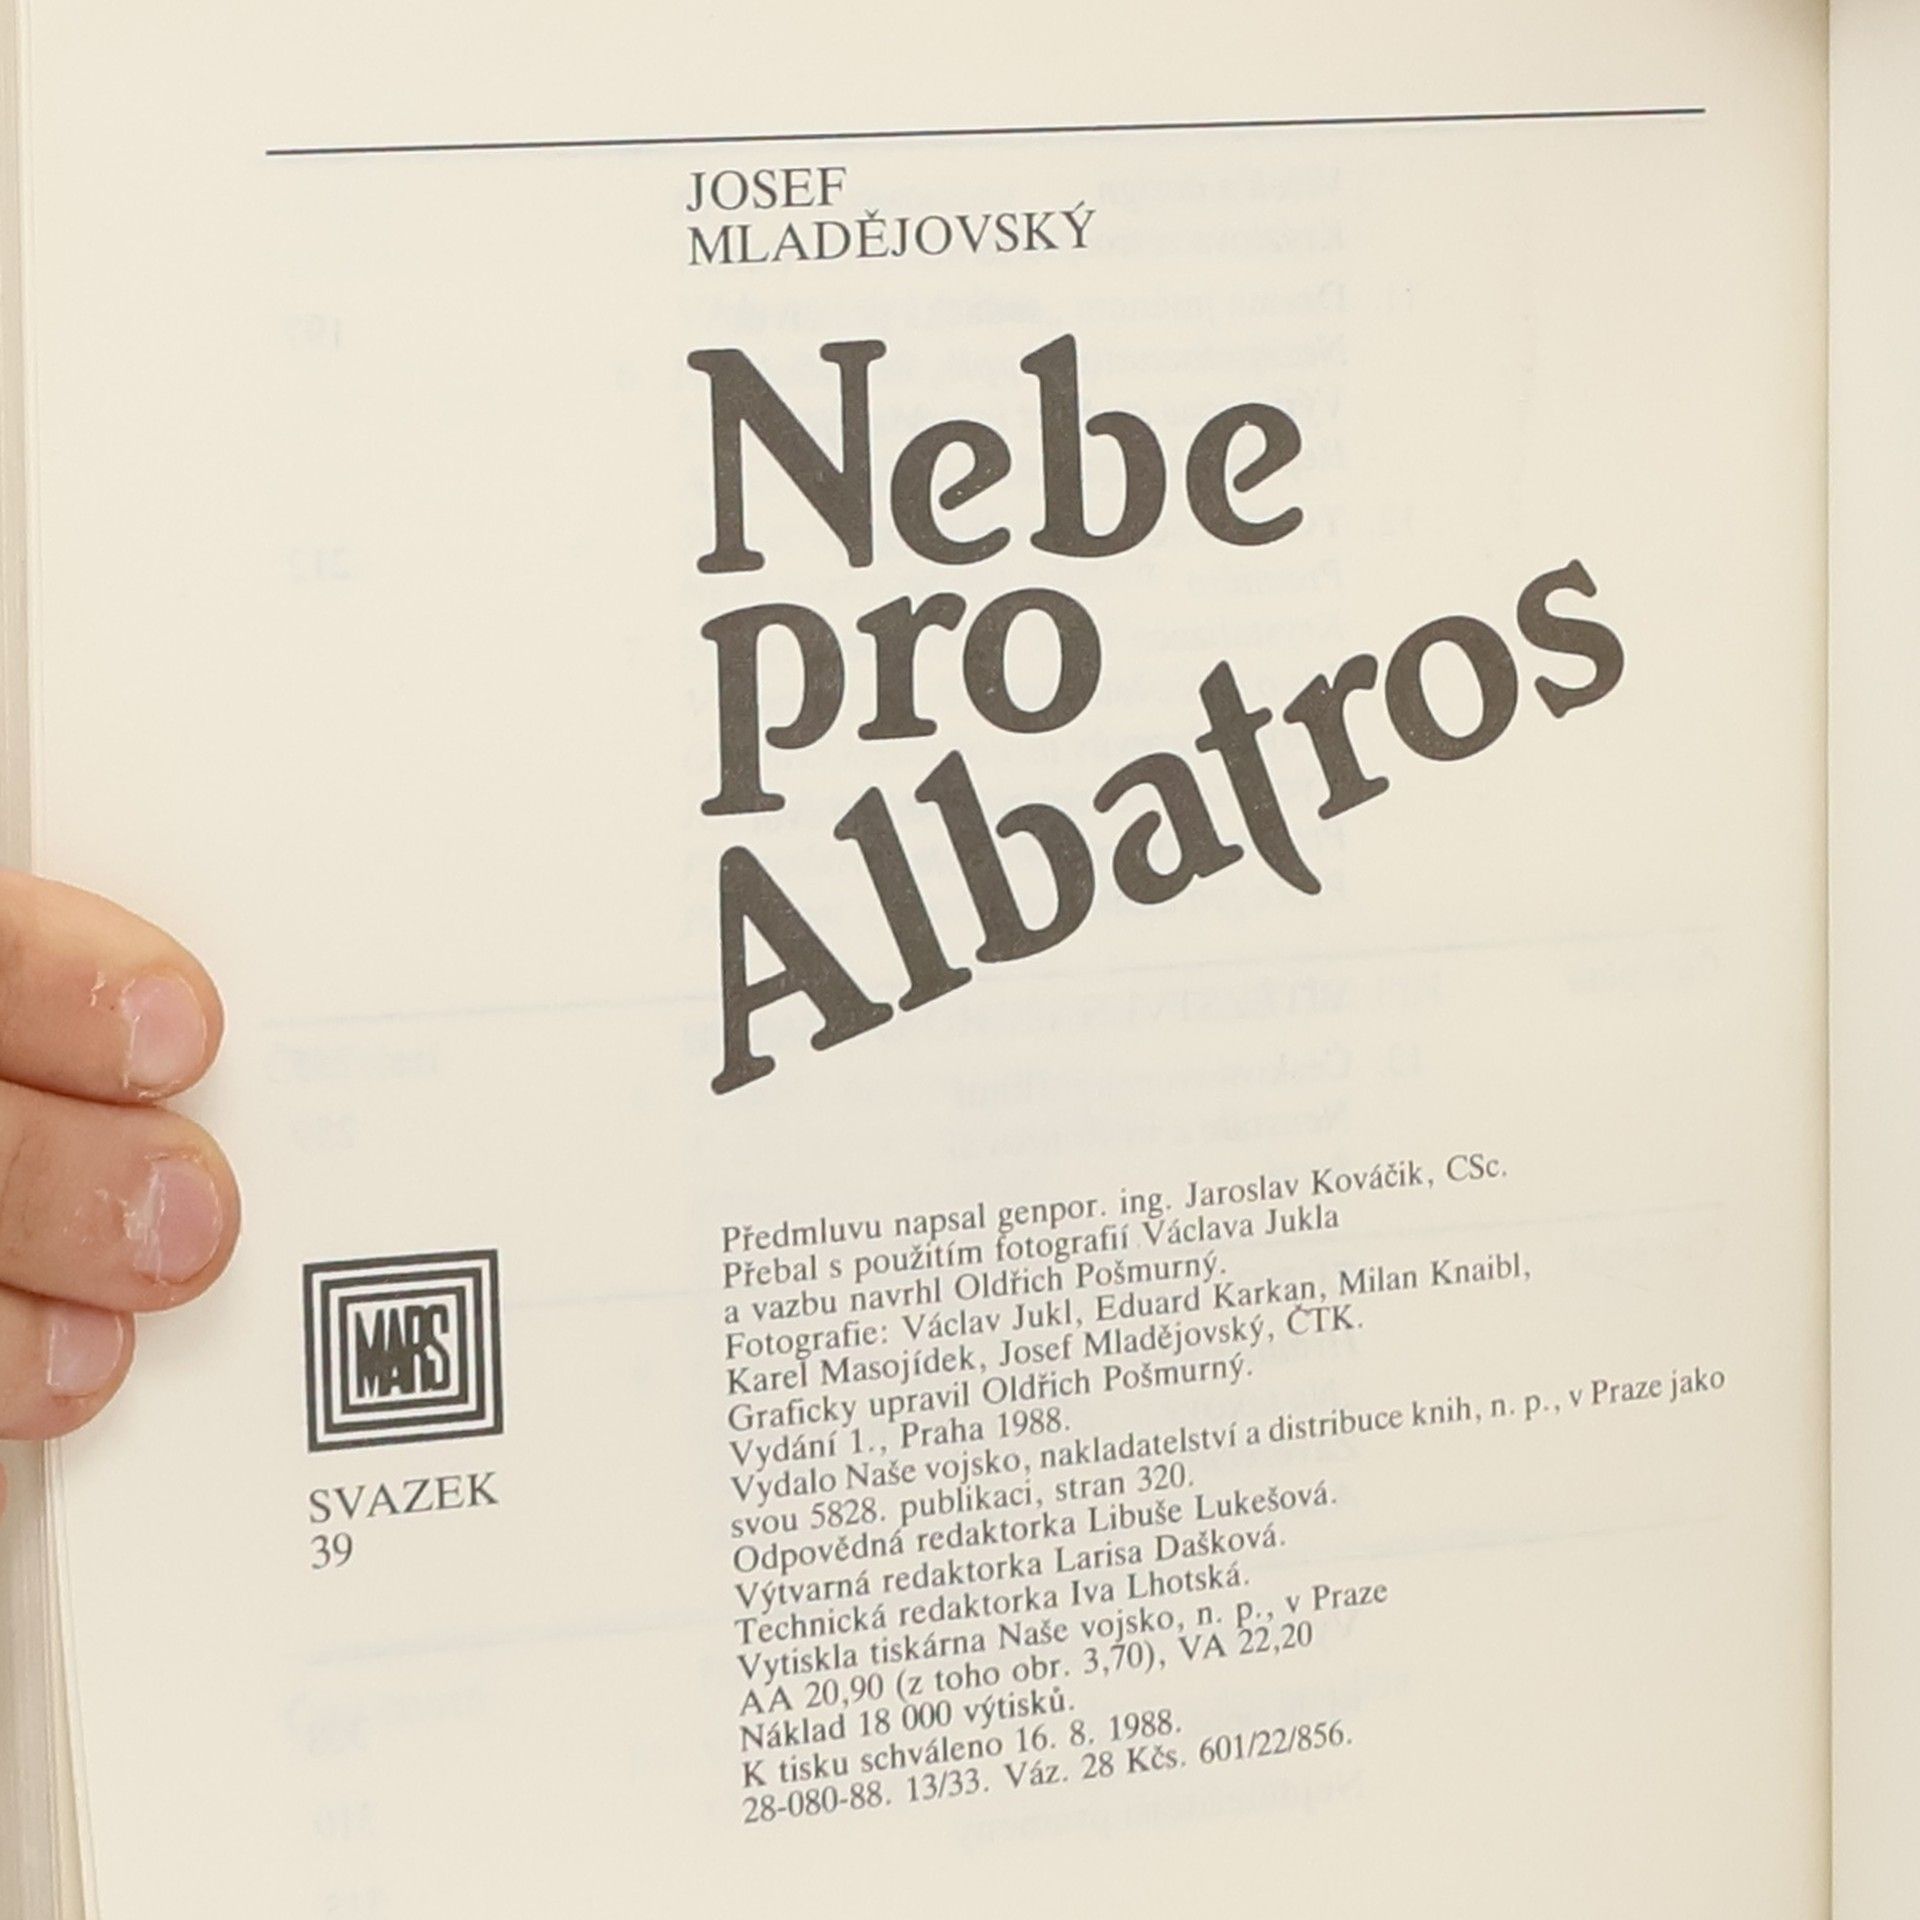 JOSEF
MLADĚJOVSKÝ
Nebe
pro
Albatros
Předmluvu napsal genpor. ing. Jaroslav Kováčik, CSc.
Přebal s použitím fotografií Václava Jukla
a vazbu navrhl Oldřich Pošmurný.
Fotografie: Václav Jukl, Eduard Karkan, Milan Knaibl,
Karel Masojídek, Josef Mladějovský, ČTK.
Graficky upravil Oldřich Pošmurný.
Vydání 1., Praha 1988.
Vydalo Naše vojsko, nakladatelství a distribuce knih, n. p., v Praze jako
svou 5828. publikaci, stran 320.
Odpovědná redaktorka Libuše Lukešová.
Výtvarná redaktorka Larisa Dašková.
Technická redaktorka Iva Lhotská.
Vytiskla tiskárna Naše vojsko, n. p., v Praze
AA 20,90 (z toho obr. 3,70), VA 22,20
Náklad 18 000 výtisků.
K tisku schváleno 16. 8. 1988.
28-080-88. 13/33. Váz. 28 Kčs. 601/22/856.
MARS
SVAZEK
39